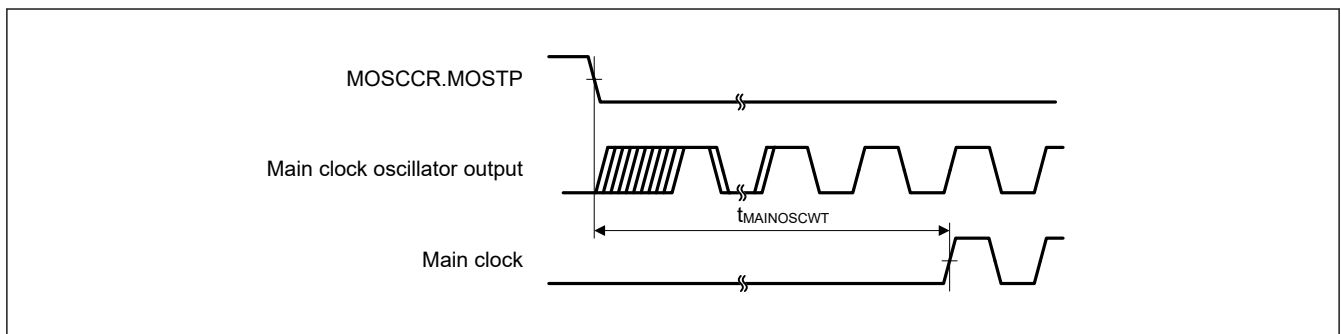 MOSCCR.MOSTP
Main clock oscillator output
tMAINOSCWT
Main clock